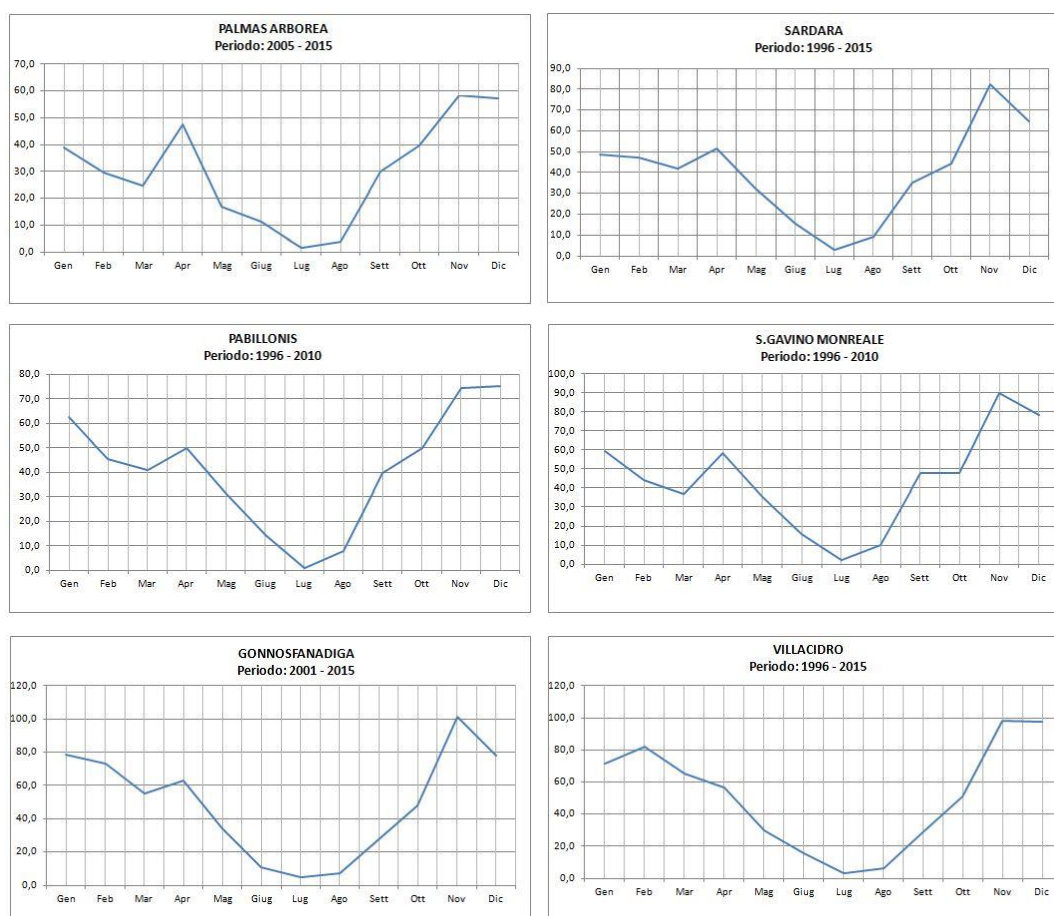 PALMAS ARBOREA
Periodo: 2005 - 2015
70,0
60,0
50,0
40,0
30,0
20,0
10,0
0,0
Gen Feb Mar Apr Mag Giug Lug Ago Sett Ott Nov Dic
SARDARA
Periodo: 1996 - 2015
90,0
80,0
70,0
60,0
50,0
40,0
30,0
20,0
10,0
0,0
Gen Feb Mar Apr Mag Giug Lug Ago Sett Ott Nov Dic
PABILLONIS
Periodo: 1996 - 2010
80,0
70,0
60,0
50,0
40,0
30,0
20,0
10,0
0,0
Gen Feb Mar Apr Mag Giug Lug Ago Sett Ott Nov Dic
S.GAVINO MONREALE
Periodo: 1996 - 2010
100,0
90,0
80,0
70,0
60,0
50,0
40,0
30,0
20,0
10,0
0,0
Gen Feb Mar Apr Mag Giug Lug Ago Sett Ott Nov Dic
GONNOSFANADIGA
Periodo: 2001 - 2015
120,0
100,0
80,0
60,0
40,0
20,0
0,0
Gen Feb Mar Apr Mag Giug Lug Ago Sett Ott Nov Dic
VILLACIDRO
Periodo: 1996 - 2015
120,0
100,0
80,0
60,0
40,0
20,0
0,0
Gen Feb Mar Apr Mag Giug Lug Ago Sett Ott Nov Dic